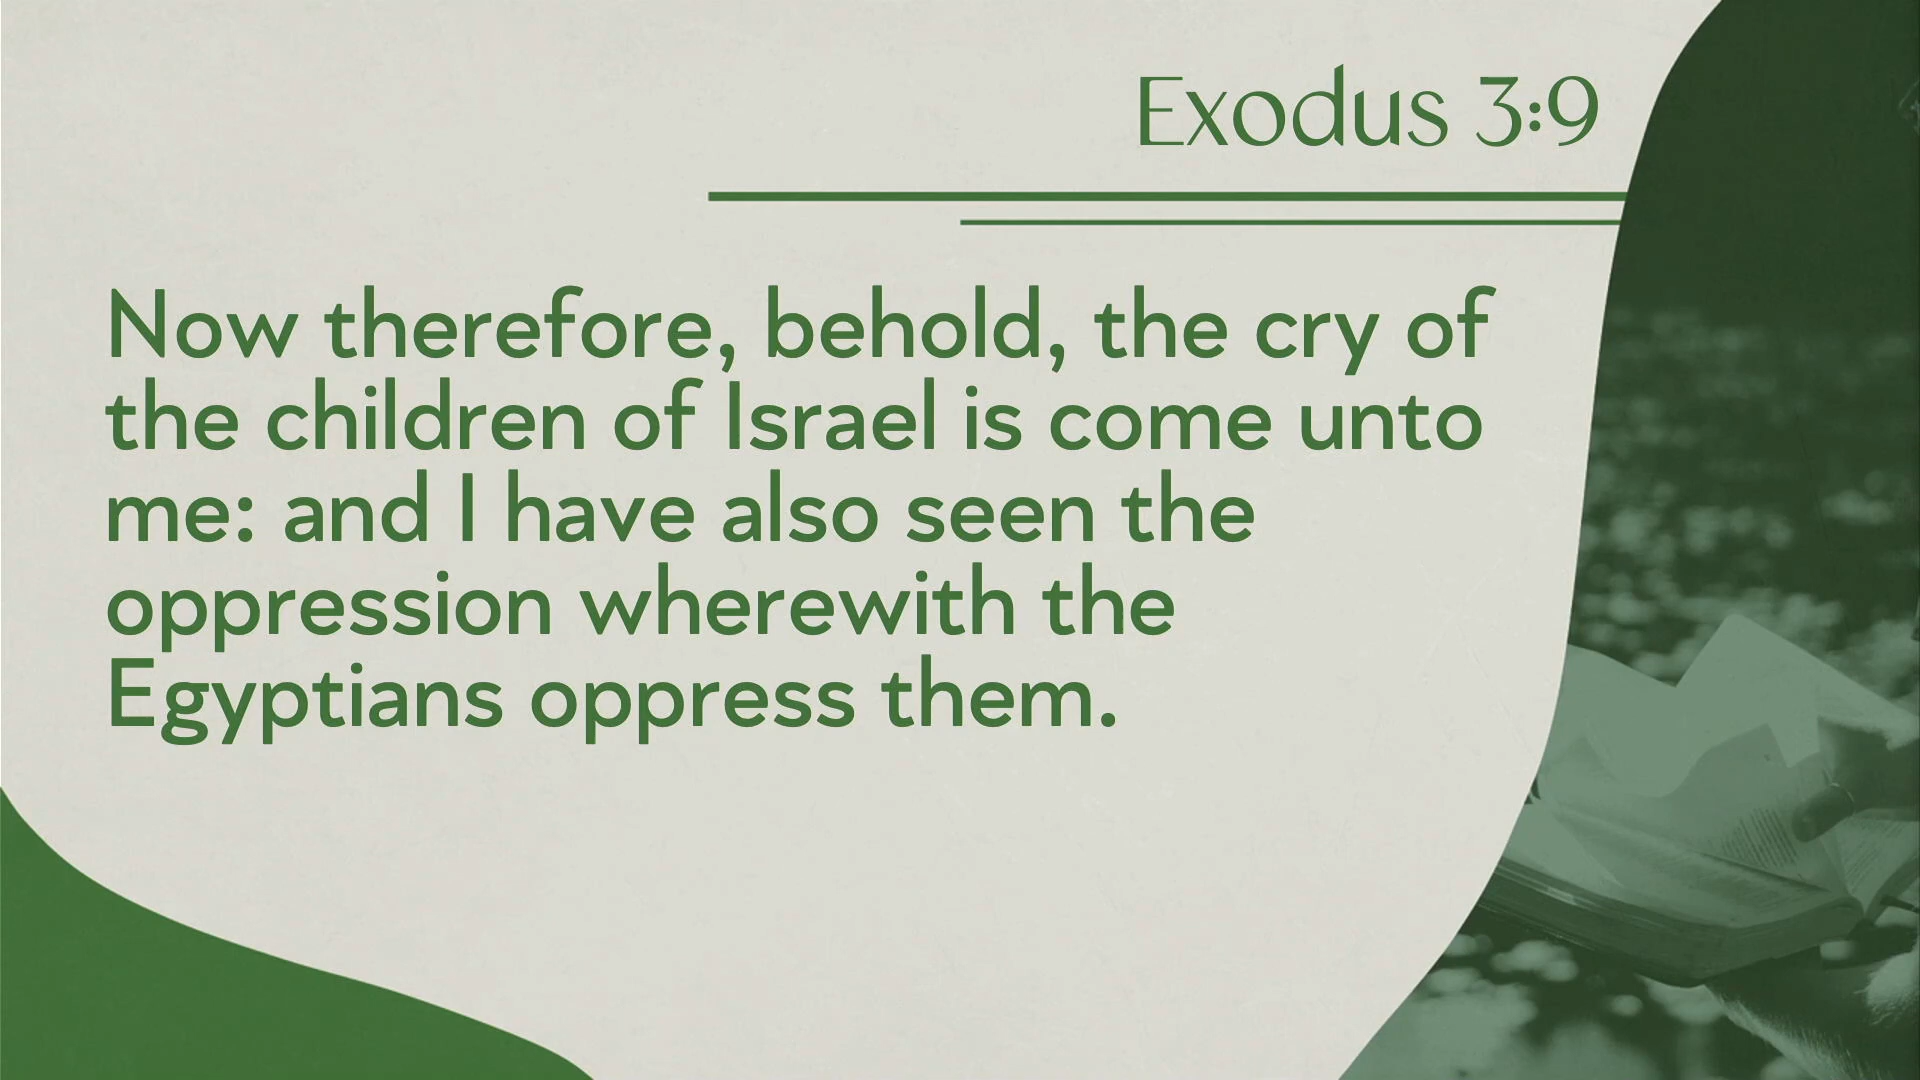 Exodus 3:9
Now therefore, behold, the cry of
the children of Israel is come unto
me: and I have also seen the
oppression wherewith the
Egyptians oppress them.